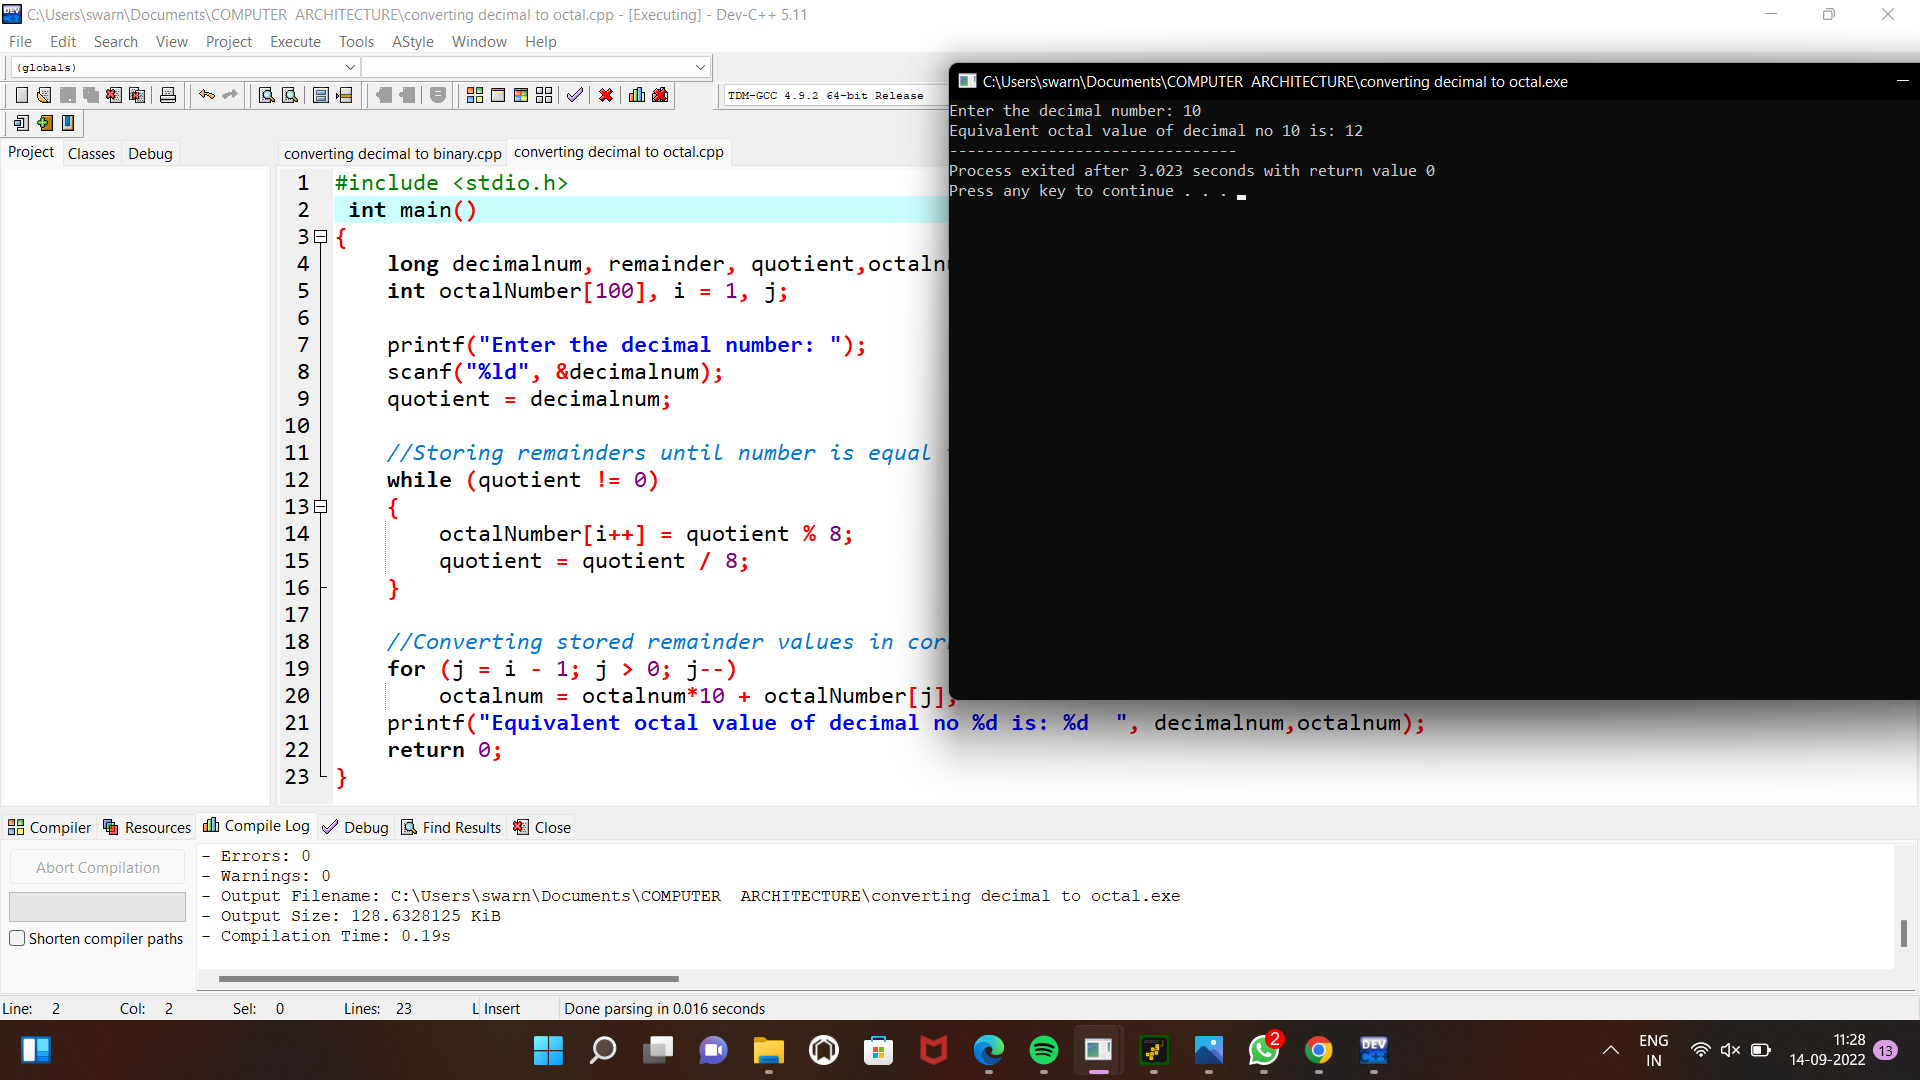 C:\Users\swarn\Documents\COMPUTER  ARCHITECTURE\converting decimal to octal.cpp - [Executing] - Dev-C++ 5.11
File Edit Search View Project Execute Tools AStyle Window Help
(globals)
TDM-GCC 4.9.2 64-bit Release
Project Classes Debug
converting decimal to binary.cpp converting decimal to octal.cpp
1 #include <stdio.h>
2 int main()
3 {
4 long decimalnum, remainder, quotient,octalnu
5 int octalNumber[100], i = 1, j;
6
7 printf("Enter the decimal number: ");
8 scanf("%ld", &decimalnum);
9 quotient = decimalnum;
10
11 //Storing remainders until number is equal
12 while (quotient != 0)
13 {
14 octalNumber[i++] = quotient % 8;
15 quotient = quotient / 8;
16 }
17
18 //Converting stored remainder values in cor
19 for (j = i - 1; j > 0; j--)
20 octalnum = octalnum*10 + octalNumber[j];
21 printf("Equivalent octal value of decimal no %d is: %d  ", decimalnum,octalnum);
22 return 0;
23 }
C:\Users\swarn\Documents\COMPUTER  ARCHITECTURE\converting decimal to octal.exe
Enter the decimal number: 10
Equivalent octal value of decimal no 10 is: 12
--------------------------------
Process exited after 3.023 seconds with return value 0
Press any key to continue . . .
Compiler Resources Compile Log Debug Find Results Close
Abort Compilation
Shorten compiler paths
- Errors: 0
- Warnings: 0
- Output Filename: C:\Users\swarn\Documents\COMPUTER  ARCHITECTURE\converting decimal to octal.exe
- Output Size: 128.6328125 KiB
- Compilation Time: 0.19s
Line: 2 Col: 2 Sel: 0 Lines: 23 L Insert Done parsing in 0.016 seconds
2
DEV
C++
ENG
IN
11:28
14-09-2022
13